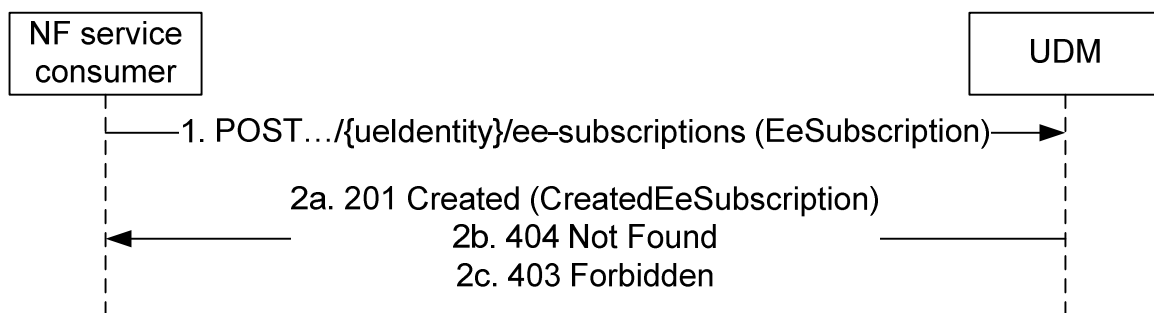 NF service
consumer
UDM
1. POST…/{ueIdentity}/ee-subscriptions (EeSubscription)
2a. 201 Created (CreatedEeSubscription)
2b. 404 Not Found
2c. 403 Forbidden